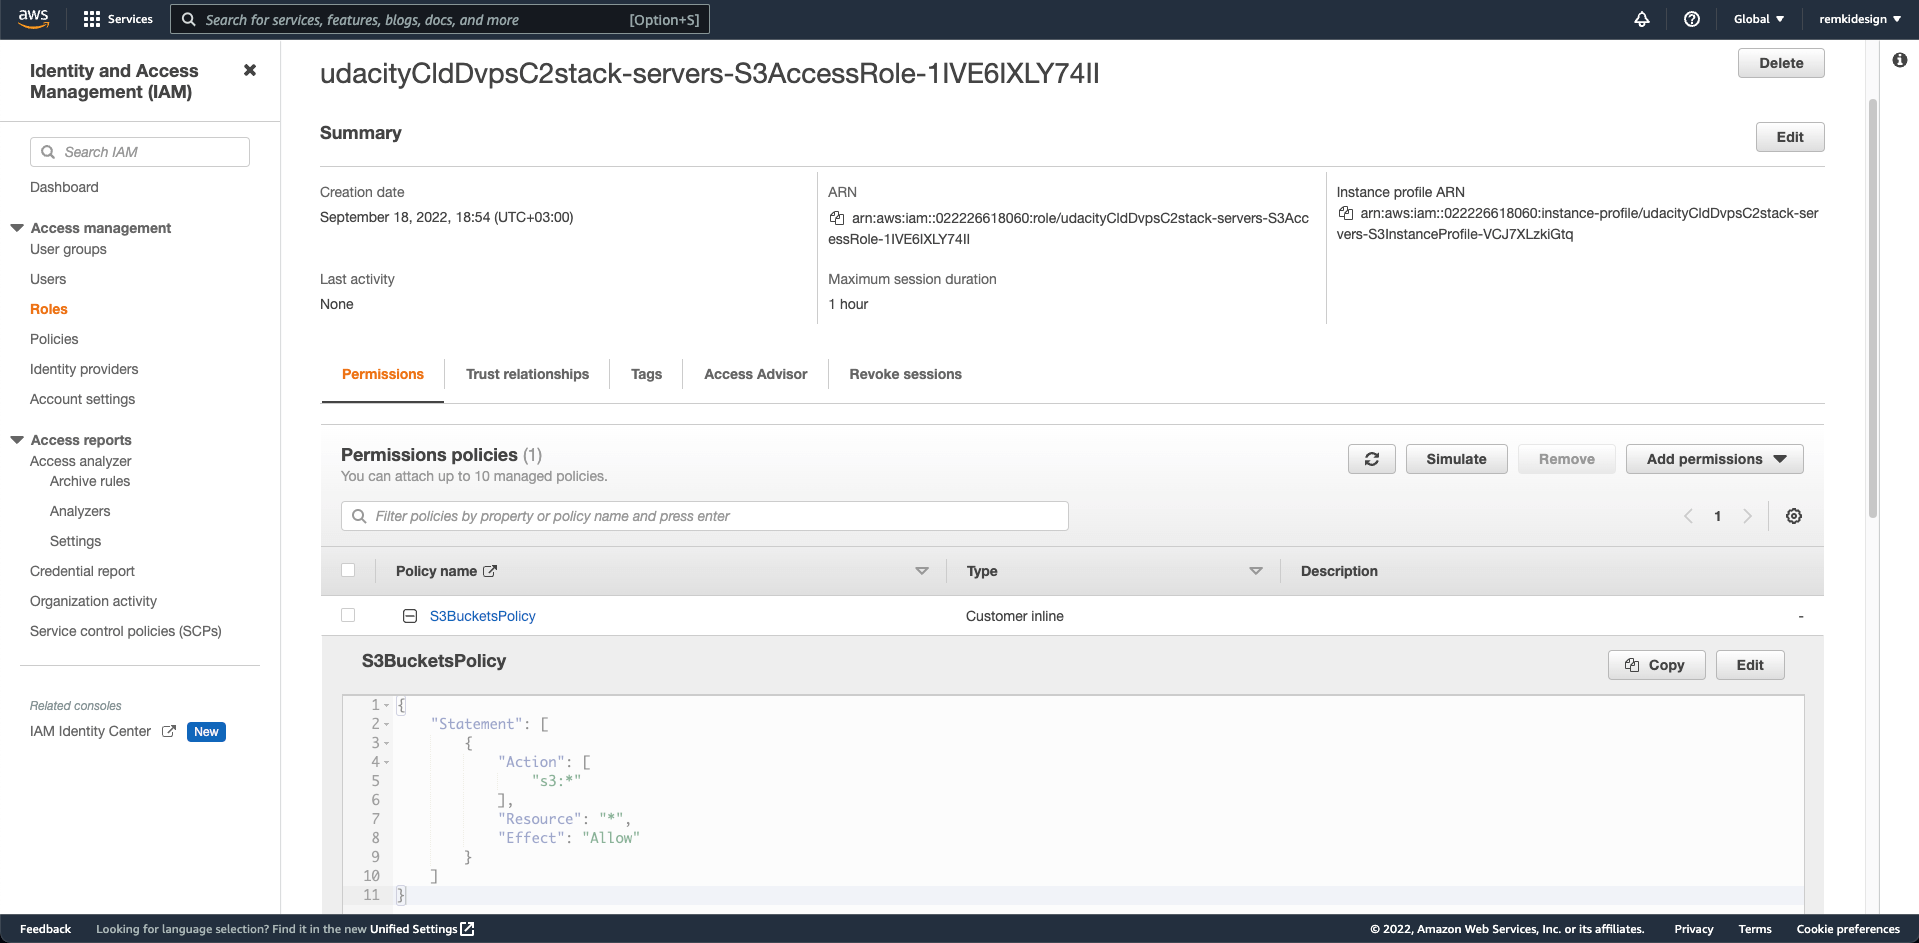 aws
Services
Search for services, features, blogs, docs, and more
[Option+S]
Global
remkidesign
Identity and Access
Management (IAM)
Search IAM
Dashboard
Access management
User groups
Users
Roles
Policies
Identity providers
Account settings
Access reports
Access analyzer
Archive rules
Analyzers
Settings
Credential report
Organization activity
Service control policies (SCPs)
Related consoles
IAM Identity Center
New
udacityCldDvpsC2stack-servers-S3AccessRole-1IVE6IXLY74II
Delete
Summary
Edit
Creation date
September 18, 2022, 18:54 (UTC+03:00)
ARN
arn:aws:iam::022226618060:role/udacityCldDvpsC2stack-servers-S3Acc
essRole-1IVE6IXLY74II
Instance profile ARN
arn:aws:iam::022226618060:instance-profile/udacityCldDvpsC2stack-ser
vers-S3InstanceProfile-VCJ7XLzkiGtq
Last activity
None
Maximum session duration
1 hour
Permissions
Trust relationships
Tags
Access Advisor
Revoke sessions
Permissions policies (1)
You can attach up to 10 managed policies.
Simulate
Remove
Add permissions
Filter policies by property or policy name and press enter
1
Policy name
Type
Description
S3BucketsPolicy
Customer inline
-
S3BucketsPolicy
Copy
Edit
1 {
2 "Statement": [
3 {
4 "Action": [
5 "s3:*"
6 ],
7 "Resource": "*",
8 "Effect": "Allow"
9 }
10 ]
11 }
Feedback
Looking for language selection? Find it in the new Unified Settings
© 2022, Amazon Web Services, Inc. or its affiliates.
Privacy
Terms
Cookie preferences